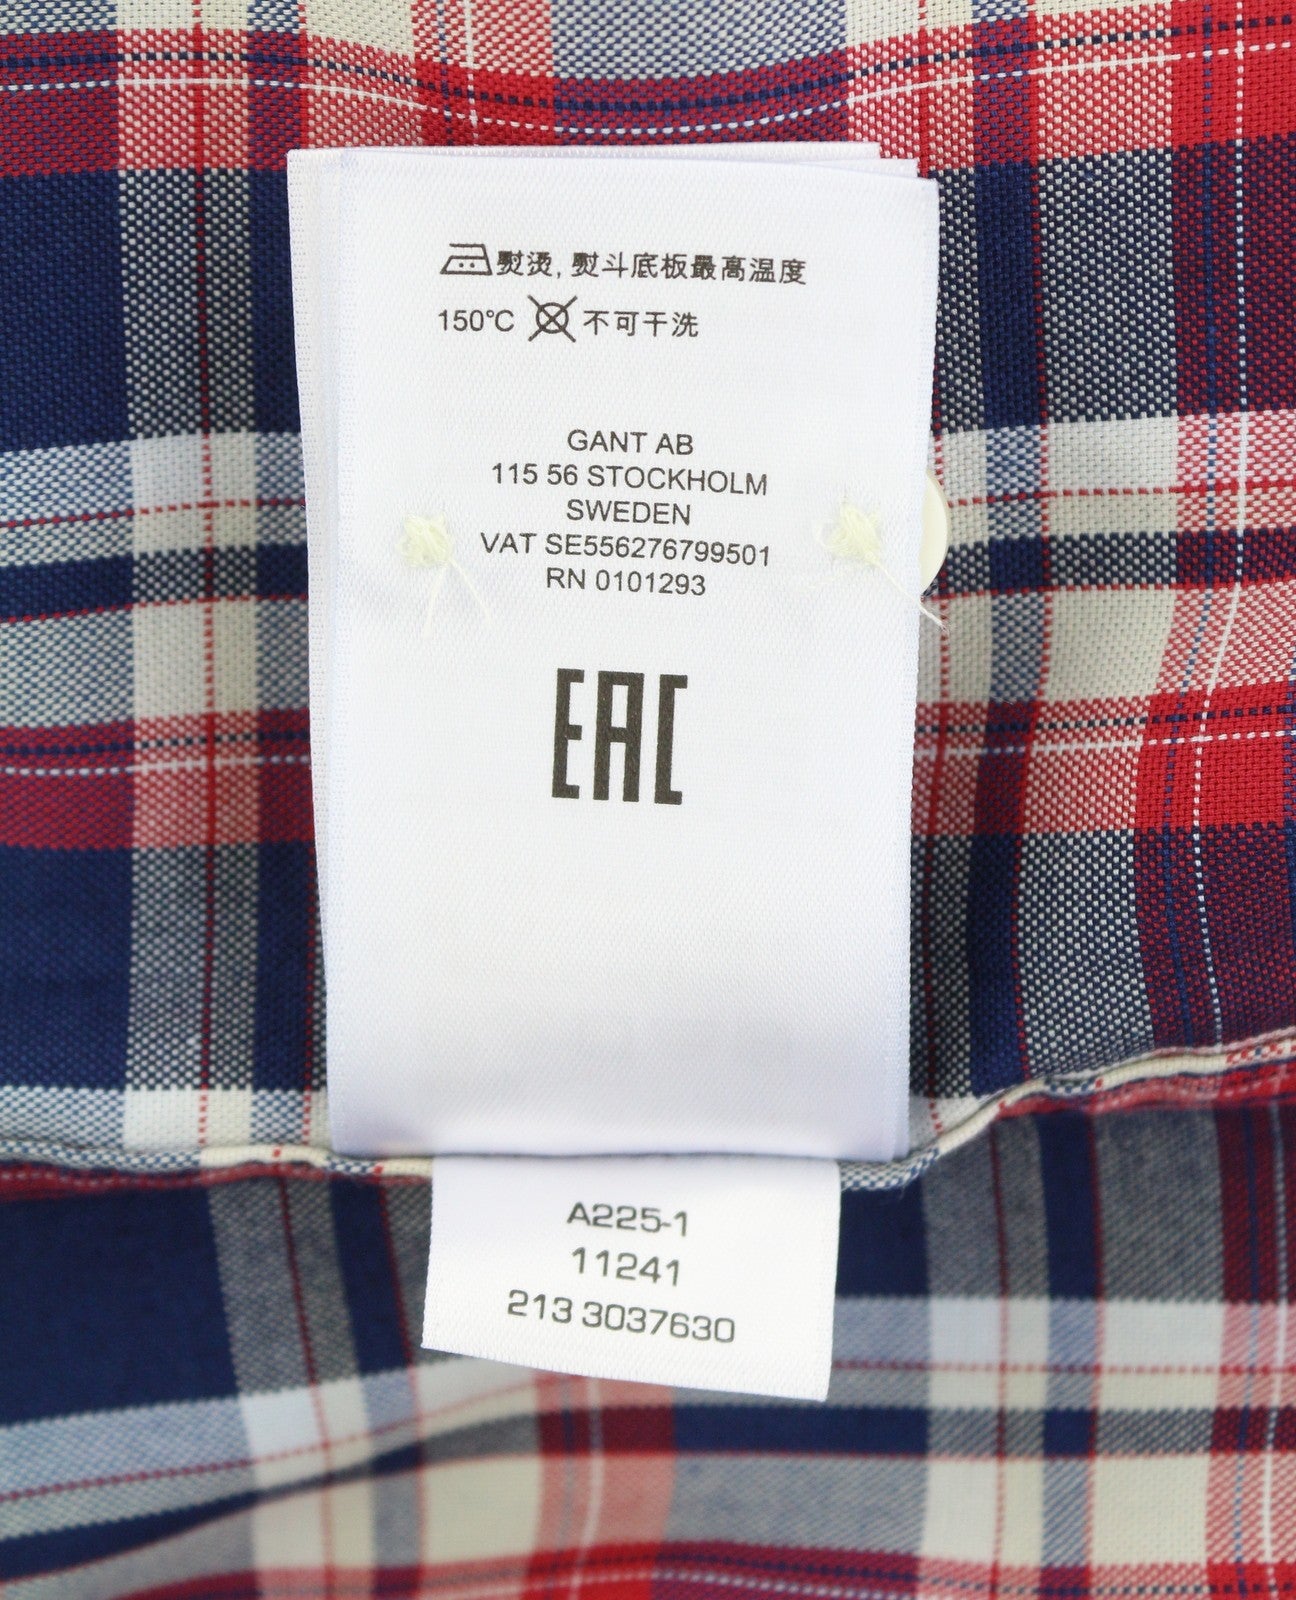 熨烫, 熨斗底板最高温度
150℃ 不可干洗
GANT AB
115 56 STOCKHOLM
SWEDEN
VAT SE556276799501
RN 0101293
EAC
A225-1
11241
213 3037630